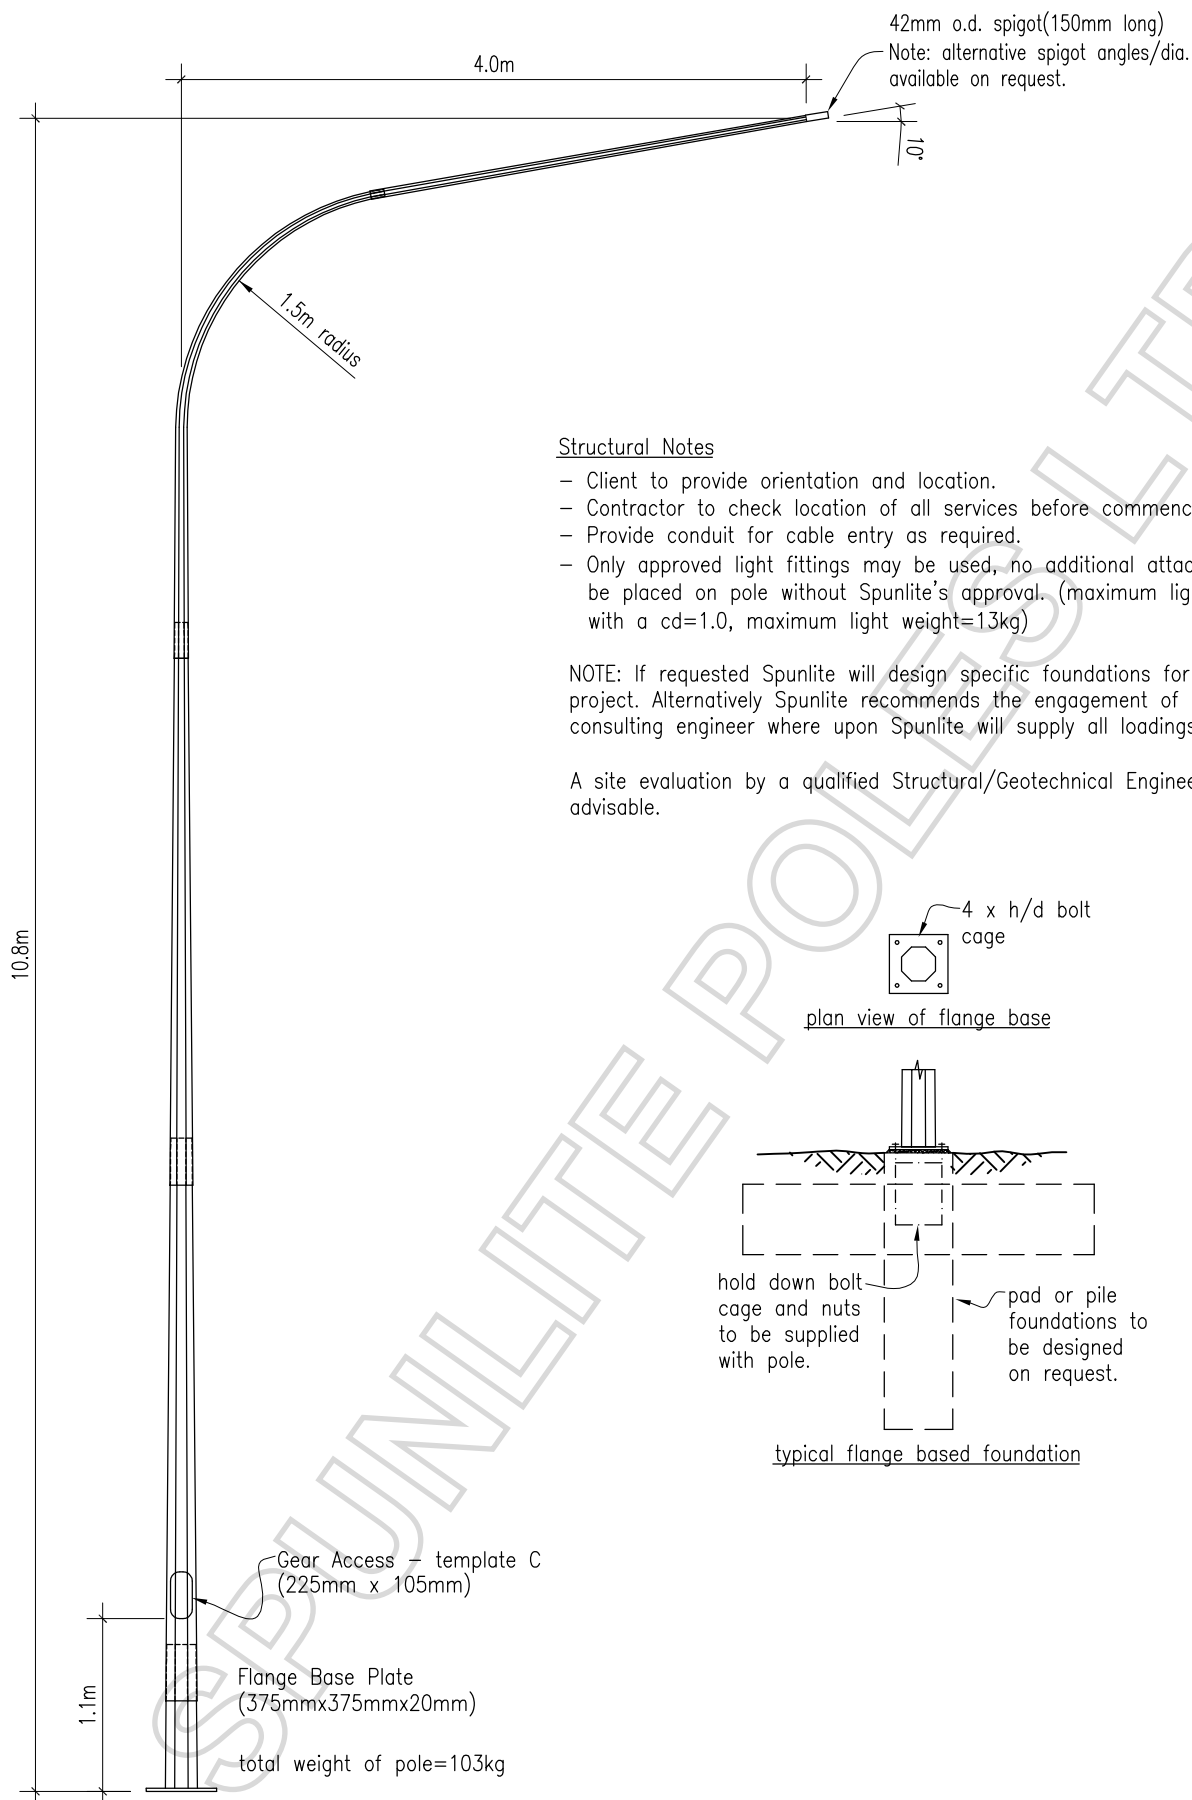 42mm o.d. spigot(150mm long)
Note: alternative spigot angles/dia.
available on request.
4.0m
10°
1.5m radius
Structural Notes
– Client to provide orientation and location.
– Contractor to check location of all services before
– Provide conduit for cable entry as required.
– Only approved light fittings may be used, no additional
be placed on pole without Spunlite's approval. (maximum
with a cd=1.0, maximum light weight=13kg)
NOTE: If requested Spunlite will design specific foundations for
project. Alternatively Spunlite recommends the engagement of
consulting engineer where upon Spunlite will supply all loadings
A site evaluation by a qualified Structural/Geotechnical
advisable.
10.8m
4 x h/d bolt
cage
plan view of flange base
hold down bolt
cage and nuts
to be supplied
with pole.
pad or pile
foundations to
be designed
on request.
typical flange based foundation
Gear Access – template C
(225mm x 105mm)
1.1m
Flange Base Plate
(375mmx375mmx20mm)
total weight of pole=103kg
SPUNLITE POLES